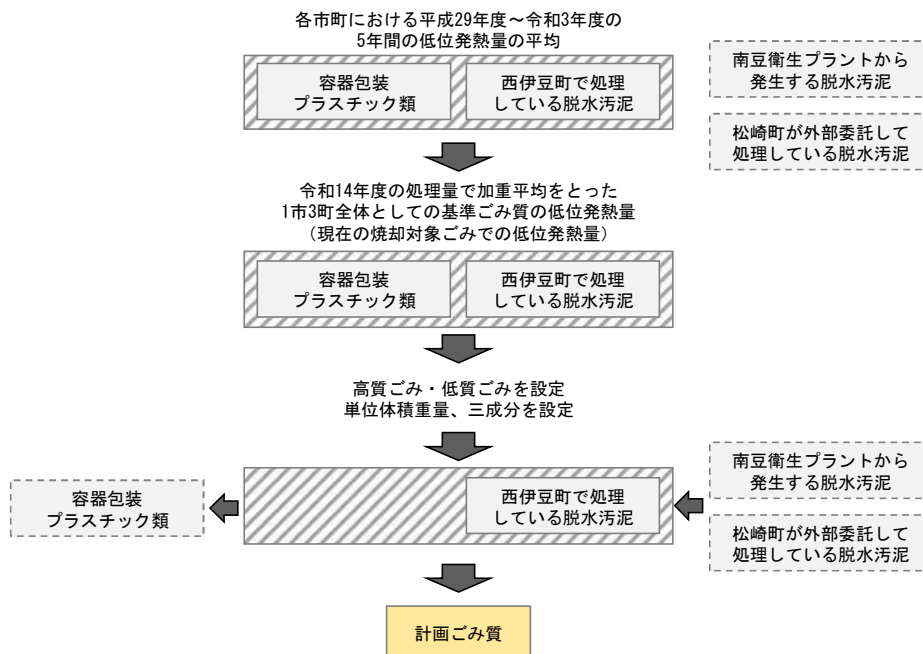 各市町における平成29年度～令和3年度の
5年間の低位発熱量の平均
容器包装
プラスチック類
西伊豆町で処理
している脱水汚泥
南豆衛生プラントから
発生する脱水汚泥
松崎町が外部委託して
処理している脱水汚泥
令和14年度の処理量で加重平均をとった
1市3町全体としての基準ごみ質の低位発熱量
（現在の焼却対象ごみでの低位発熱量）
容器包装
プラスチック類
西伊豆町で処理
している脱水汚泥
高質ごみ・低質ごみを設定
単位体積重量、三成分を設定
容器包装
プラスチック類
西伊豆町で処理
している脱水汚泥
南豆衛生プラントから
発生する脱水汚泥
松崎町が外部委託して
処理している脱水汚泥
計画ごみ質